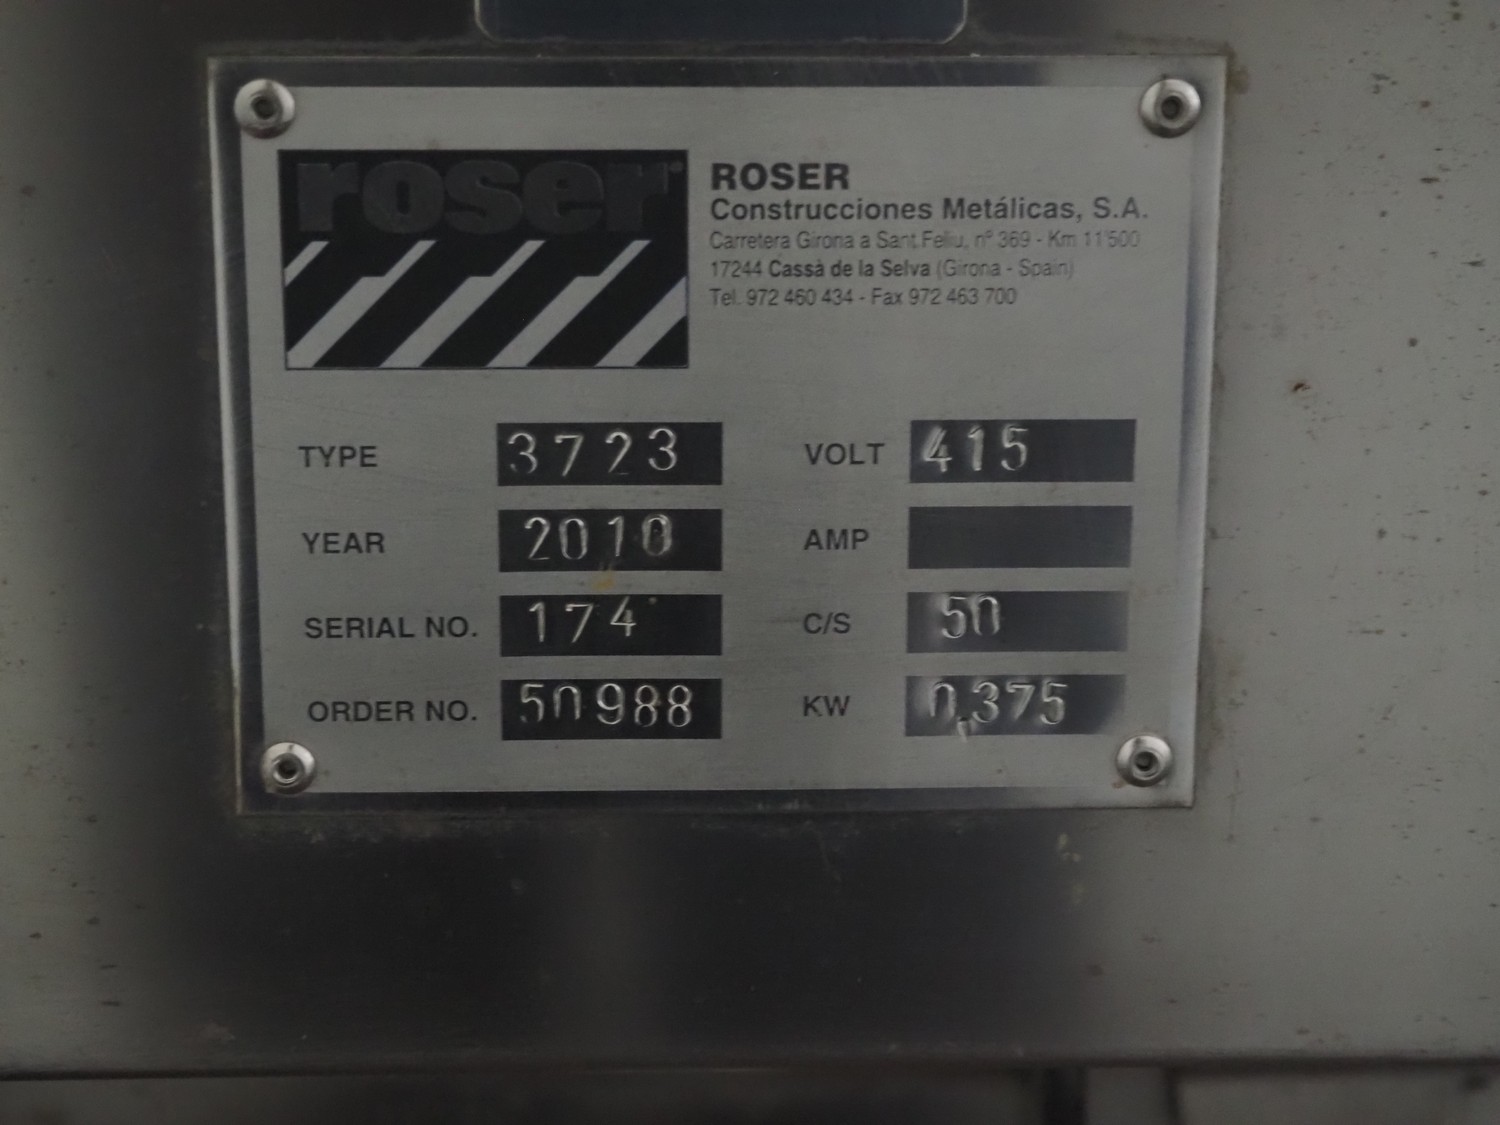 roser
ROSER
Construcciones Metálicas, S.A.
Carretera Girona a Sant Feliu, nº 369 - Km 11'500
17244 Cassà de la Selva (Girona - Spain)
Tel. 972 460 434 - Fax 972 463 700
TYPE 3723 VOLT 415
YEAR 2010 AMP
SERIAL NO. 174 C/S 50
ORDER NO. 50988 KW 0,375